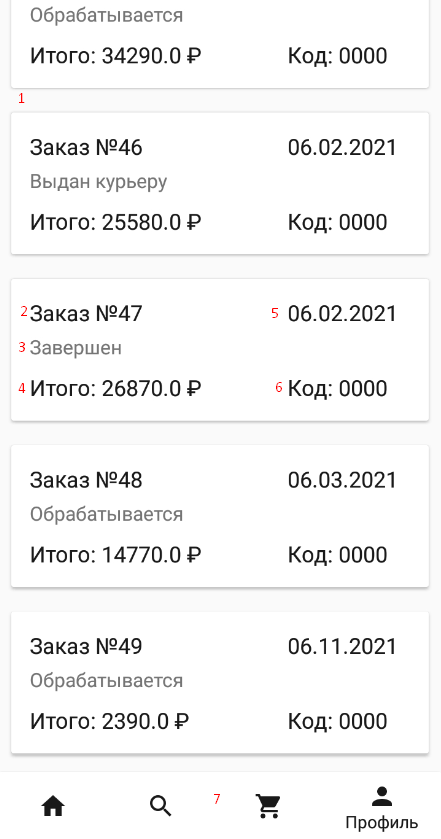 Обрабатывается
Итого: 34290.0 ₽ Код: 0000
1
Заказ №46 06.02.2021
Выдан курьеру
Итого: 25580.0 ₽ Код: 0000
2 Заказ №47 5 06.02.2021
3 Завершен
4 Итого: 26870.0 ₽ 6 Код: 0000
Заказ №48 06.03.2021
Обрабатывается
Итого: 14770.0 ₽ Код: 0000
Заказ №49 06.11.2021
Обрабатывается
Итого: 2390.0 ₽ Код: 0000
7
Профиль